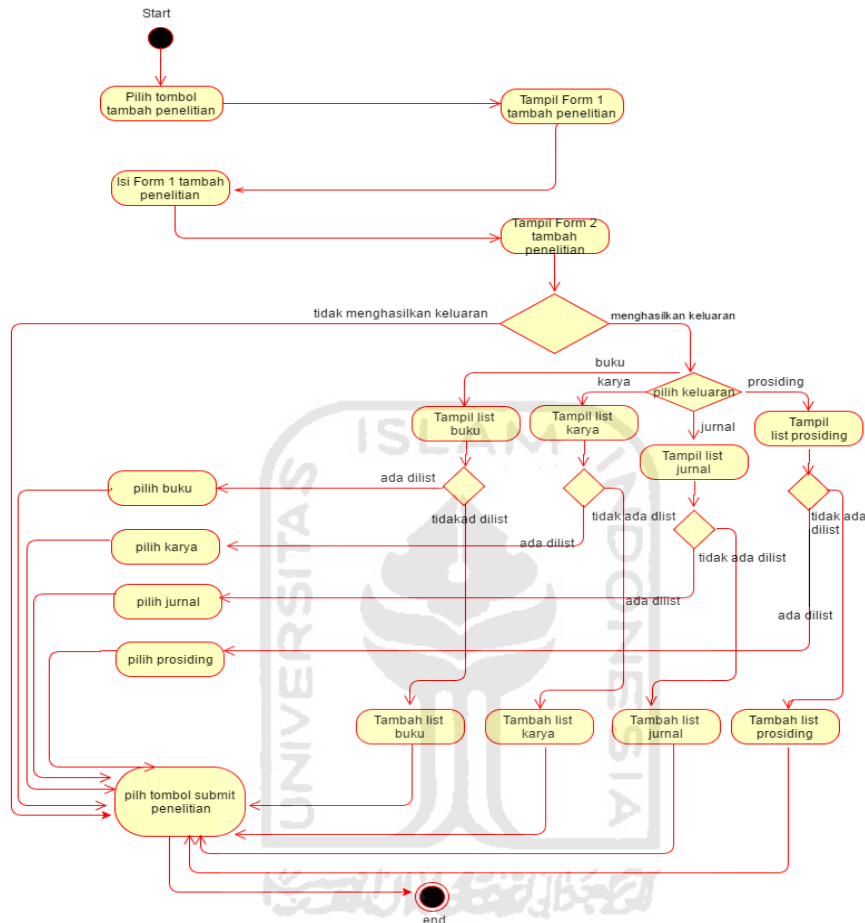 Start
Pilih tombol
tambah penelitian
Tampil Form 1
tambah penelitian
Isi Form 1 tambah
penelitian
Tampil Form 2
tambah
penelitian
tidak menghasilkan keluaran
menghasilkan keluaran
buku
karya
pilih keluaran
prosiding
jurnal
Tampil list
buku
Tampil list
karya
Tampil list
jurnal
Tampil
list prosiding
ada dilist
tidakad dilist
tidak ada dlist
tidak ada
dilist
pilih buku
pilih karya
ada dilist
tidak ada dilist
pilih jurnal
ada dilist
ada dilist
pilih prosiding
Tambah list
buku
Tambah list
karya
Tambah list
jurnal
Tambah list
prosiding
pilh tombol submit
penelitian
end
ISLAM
UNIVERSITAS
INDONESIA